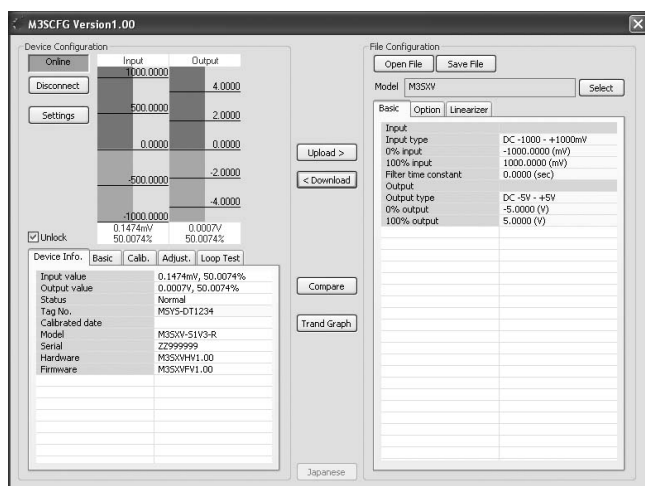 M3SCFG Version1.00
Device Configuration
Online
Disconnect
Settings
Unlock
Input Output
1000.0000 4.0000
500.0000 2.0000
0.0000 0.0000
-500.0000 -2.0000
-1000.0000 -4.0000
0.1474mV 0.0007V
50.0074% 50.0074%
Device Info. Basic Calib. Adjust. Loop Test
Input value 0.1474mV, 50.0074%
Output value 0.0007V, 50.0074%
Status Normal
Tag No. MSYS-DT1234
Calibrated date
Model M3SXV-S1V3-R
Serial ZZ999999
Hardware M3SXVHV1.00
Firmware M3SXVFV1.00
Upload >
< Download
Compare
Trand Graph
Japanese
File Configuration
Open File Save File
Model M3SXV Select
Basic Option Linearizer
Input
Input type DC -1000 - +1000mV
0% input -1000.0000 (mV)
100% input 1000.0000 (mV)
Filter time constant 0.0000 (sec)
Output
Output type DC -5V - +5V
0% output -5.0000 (V)
100% output 5.0000 (V)